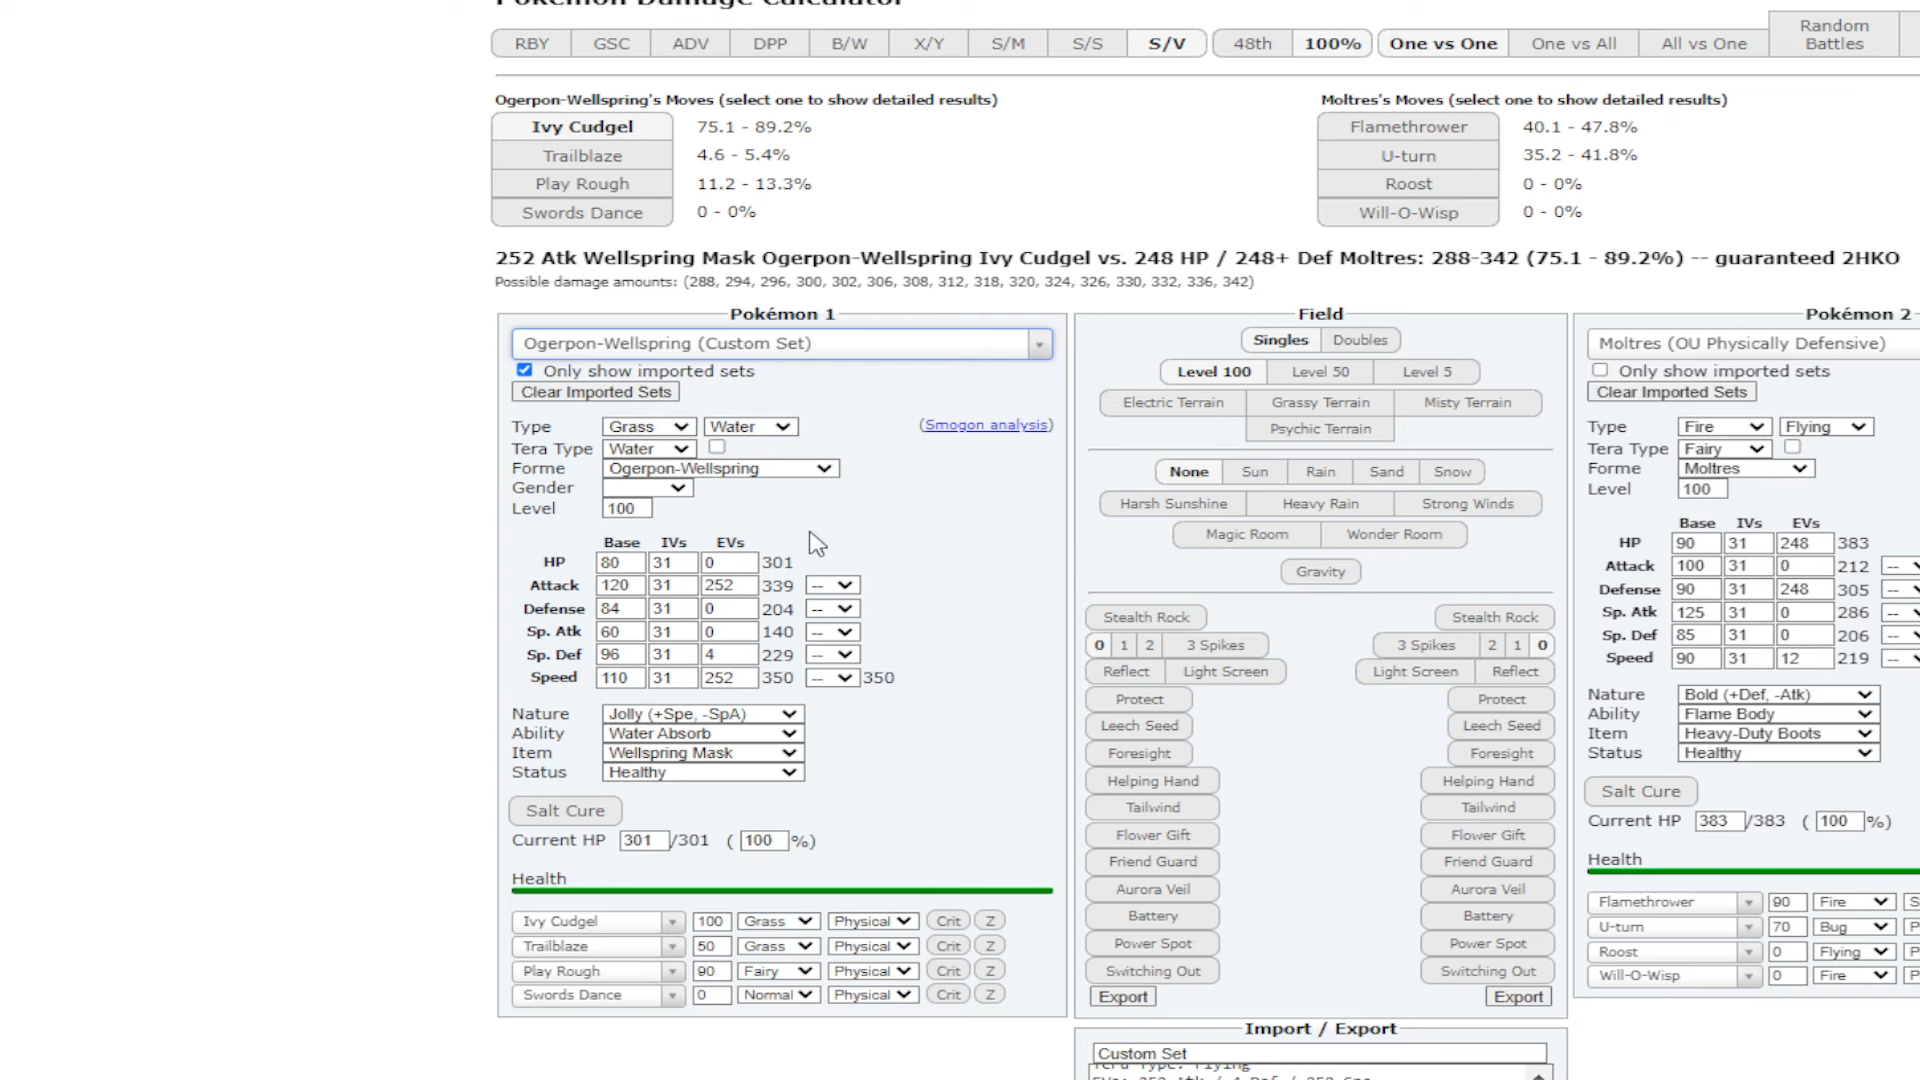 Pokémon Damage Calculator
RBY GSC ADV DPP B/W X/Y S/M S/S S/V 48th 100% One vs One One vs All All vs One Random Battles
Ogerpon-Wellspring's Moves (select one to show detailed results)
Ivy Cudgel 75.1 - 89.2%
Trailblaze 4.6 - 5.4%
Play Rough 11.2 - 13.3%
Swords Dance 0 - 0%
Moltres's Moves (select one to show detailed results)
Flamethrower 40.1 - 47.8%
U-turn 35.2 - 41.8%
Roost 0 - 0%
Will-O-Wisp 0 - 0%
252 Atk Wellspring Mask Ogerpon-Wellspring Ivy Cudgel vs. 248 HP / 248+ Def Moltres: 288-342 (75.1 - 89.2%) -- guaranteed 2HKO
Possible damage amounts: (288, 294, 296, 300, 302, 306, 308, 312, 318, 320, 324, 326, 330, 332, 336, 342)
Pokémon 1
Ogerpon-Wellspring (Custom Set)
Only show imported sets
Clear Imported Sets
Type Grass Water (Smogon analysis)
Tera Type Water
Forme Ogerpon-Wellspring
Gender
Level 100
Base IVs EVs
HP 80 31 0 301
Attack 120 31 252 339 --
Defense 84 31 0 204 --
Sp. Atk 60 31 0 140 --
Sp. Def 96 31 4 229 --
Speed 110 31 252 350 -- 350
Nature Jolly (+Spe, -SpA)
Ability Water Absorb
Item Wellspring Mask
Status Healthy
Salt Cure
Current HP 301 /301 ( 100 %)
Health
Ivy Cudgel 100 Grass Physical Crit Z
Trailblaze 50 Grass Physical Crit Z
Play Rough 90 Fairy Physical Crit Z
Swords Dance 0 Normal Physical Crit Z
Field
Singles Doubles
Level 100 Level 50 Level 5
Electric Terrain Grassy Terrain Misty Terrain
Psychic Terrain
None Sun Rain Sand Snow
Harsh Sunshine Heavy Rain Strong Winds
Magic Room Wonder Room
Gravity
Stealth Rock Stealth Rock
0 1 2 3 Spikes 3 Spikes 2 1 0
Reflect Light Screen Light Screen Reflect
Protect Protect
Leech Seed Leech Seed
Foresight Foresight
Helping Hand Helping Hand
Tailwind Tailwind
Flower Gift Flower Gift
Friend Guard Friend Guard
Aurora Veil Aurora Veil
Battery Battery
Power Spot Power Spot
Switching Out Switching Out
Export Export
Import / Export
Custom Set
Tera Type: Flying
Pokémon 2
Moltres (OU Physically Defensive)
Only show imported sets
Clear Imported Sets
Type Fire Flying
Tera Type Fairy
Forme Moltres
Level 100
Base IVs EVs
HP 90 31 248 383
Attack 100 31 0 212 --
Defense 90 31 248 305 --
Sp. Atk 125 31 0 286 --
Sp. Def 85 31 0 206 --
Speed 90 31 12 219 --
Nature Bold (+Def, -Atk)
Ability Flame Body
Item Heavy-Duty Boots
Status Healthy
Salt Cure
Current HP 383 /383 ( 100 %)
Health
Flamethrower 90 Fire S
U-turn 70 Bug P
Roost 0 Flying P
Will-O-Wisp 0 Fire P